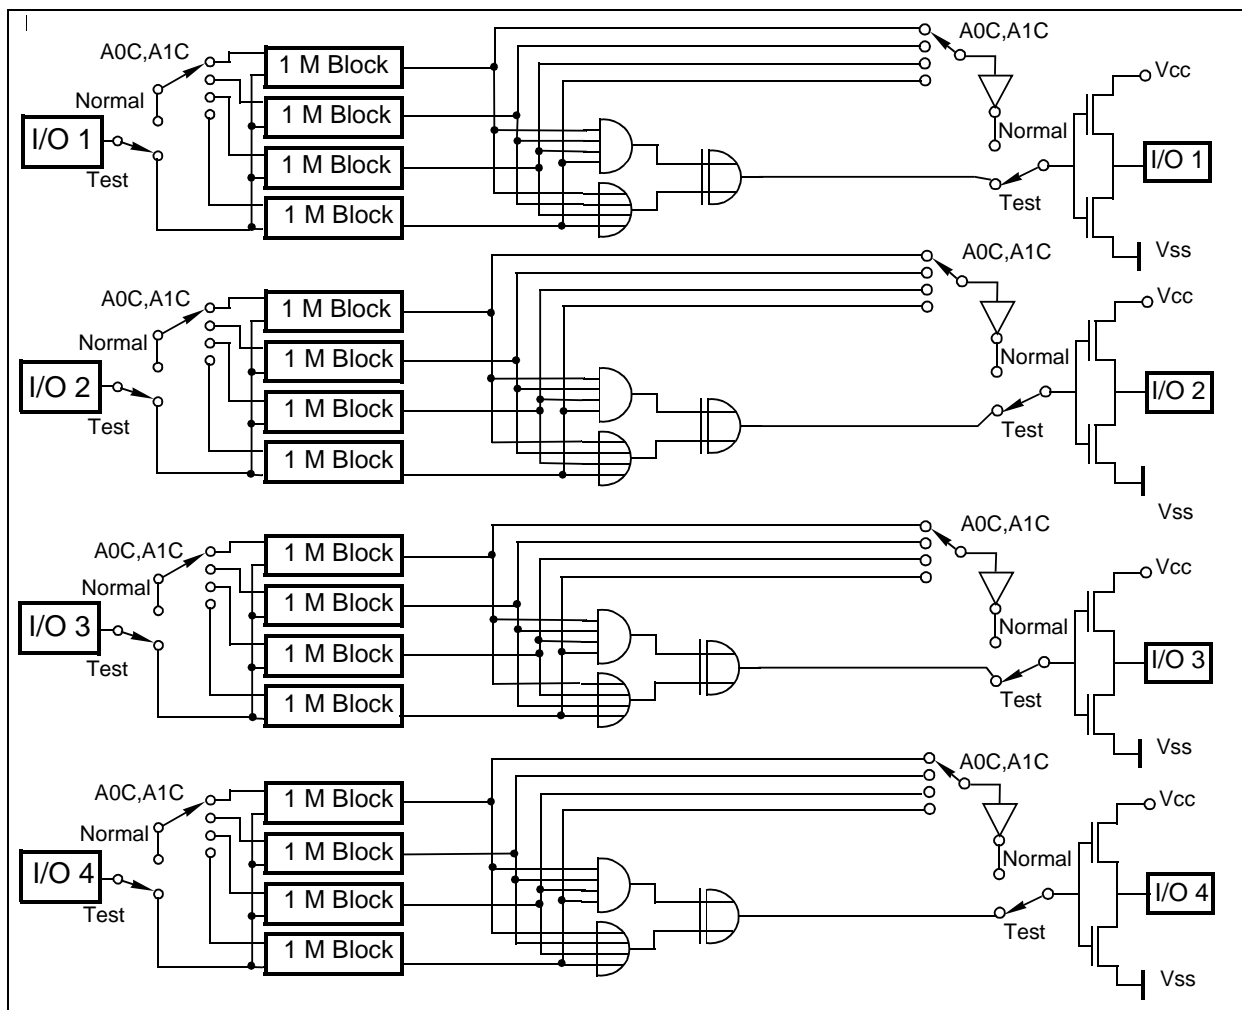 A0C,A1C
Normal
I/O 1
Test
1 M Block
1 M Block
1 M Block
1 M Block
A0C,A1C
Normal
Test
Vcc
I/O 1
Vss
A0C,A1C
Normal
I/O 2
Test
1 M Block
1 M Block
1 M Block
1 M Block
A0C,A1C
Normal
Test
Vcc
I/O 2
Vss
A0C,A1C
Normal
I/O 3
Test
1 M Block
1 M Block
1 M Block
1 M Block
A0C,A1C
Normal
Test
Vcc
I/O 3
Vss
A0C,A1C
Normal
I/O 4
Test
1 M Block
1 M Block
1 M Block
1 M Block
A0C,A1C
Normal
Test
Vcc
I/O 4
Vss